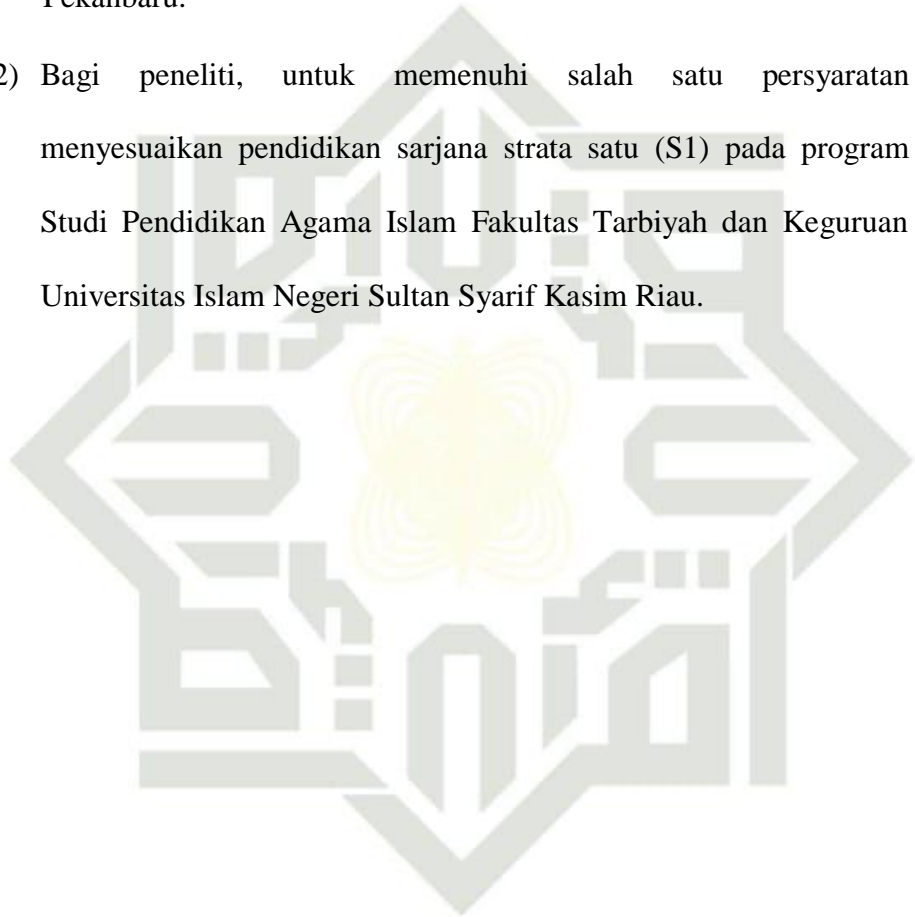 Pekanbaru.
2) Bagi peneliti, untuk memenuhi salah satu persyaratan
menyesuaikan pendidikan sarjana strata satu (S1) pada program
Studi Pendidikan Agama Islam Fakultas Tarbiyah dan Keguruan
Universitas Islam Negeri Sultan Syarif Kasim Riau.